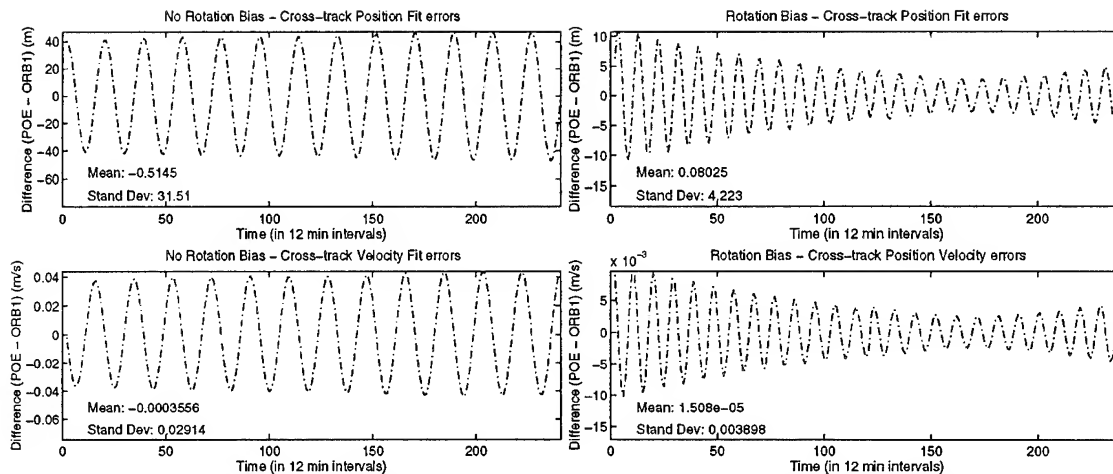 No Rotation Bias – Cross–track Position Fit errors
Difference (POE – ORB1) (m)
40
20
0
−20
−40
−60
Mean: −0.5145
Stand Dev: 31.51
0
50
100
150
200
Time (in 12 min intervals)
Rotation Bias – Cross–track Position Fit errors
Difference (POE – ORB1) (m)
10
5
0
−5
−10
−15
Mean: 0.08025
Stand Dev: 4.223
0
50
100
150
200
Time (in 12 min intervals)
No Rotation Bias – Cross–track Velocity Fit errors
Difference (POE – ORB1) (m/s)
0.04
0.02
0
−0.02
−0.04
−0.06
Mean: −0.0003556
Stand Dev: 0.02914
0
50
100
150
200
Time (in 12 min intervals)
Rotation Bias – Cross–track Position Velocity errors
x 10⁻³
Difference (POE – ORB1) (m/s)
5
0
−5
−10
−15
Mean: 1.508e−05
Stand Dev: 0.003898
0
50
100
150
200
Time (in 12 min intervals)